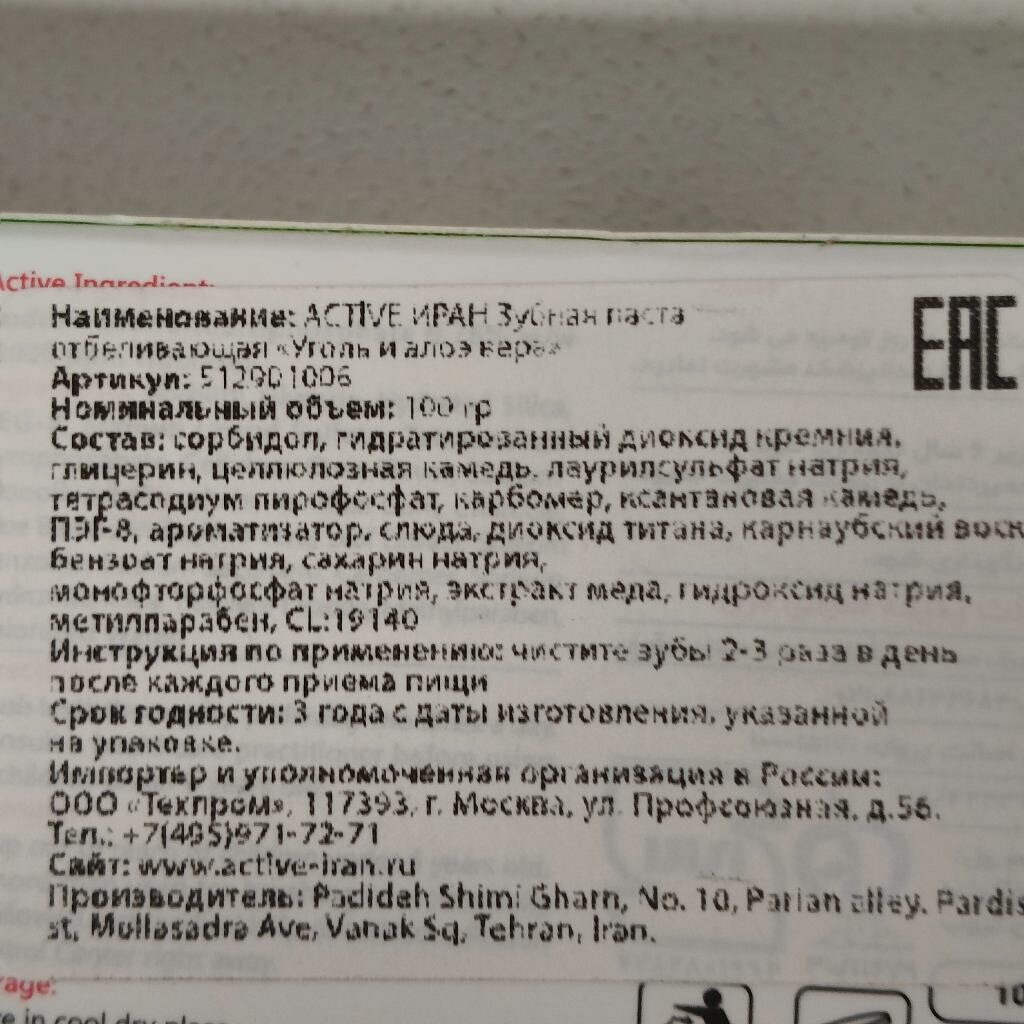 Active Ingredient:
Наименование: ACTIVE ИРАН Зубная паста
отбеливающая «Уголь и алоэ вера»
Артикул: 512901006
Номинальный объем: 100 гр
Состав: сорбидол, гидратированный диоксид кремния,
глицерин, целлюлозная камедь, лаурилсульфат натрия,
тетрасодиум пирофосфат, карбомер, ксантановая камедь,
ПЭГ-8, ароматизатор, слюда, диоксид титана, карнаубский воск
бензоат натрия, сахарин натрия,
монофторфосфат натрия, экстракт меда, гидроксид натрия,
метилпарабен, CL:19140
Инструкция по применению: чистите зубы 2-3 раза в день
после каждого приема пищи
Срок годности: 3 года с даты изготовления, указанной
на упаковке.
Импортер и уполномоченная организация в России:
ООО «Техпром», 117393, г. Москва, ул. Профсоюзная, д.56.
Тел.: +7(495)971-72-71
Сайт: www.active-iran.ru
Производитель: Padideh Shimi Gharn, No. 10, Parian alley, Pardis
st, Mollasadra Ave, Vanak Sq, Tehran, Iran.
EAC
rage:
in cool dry place
10